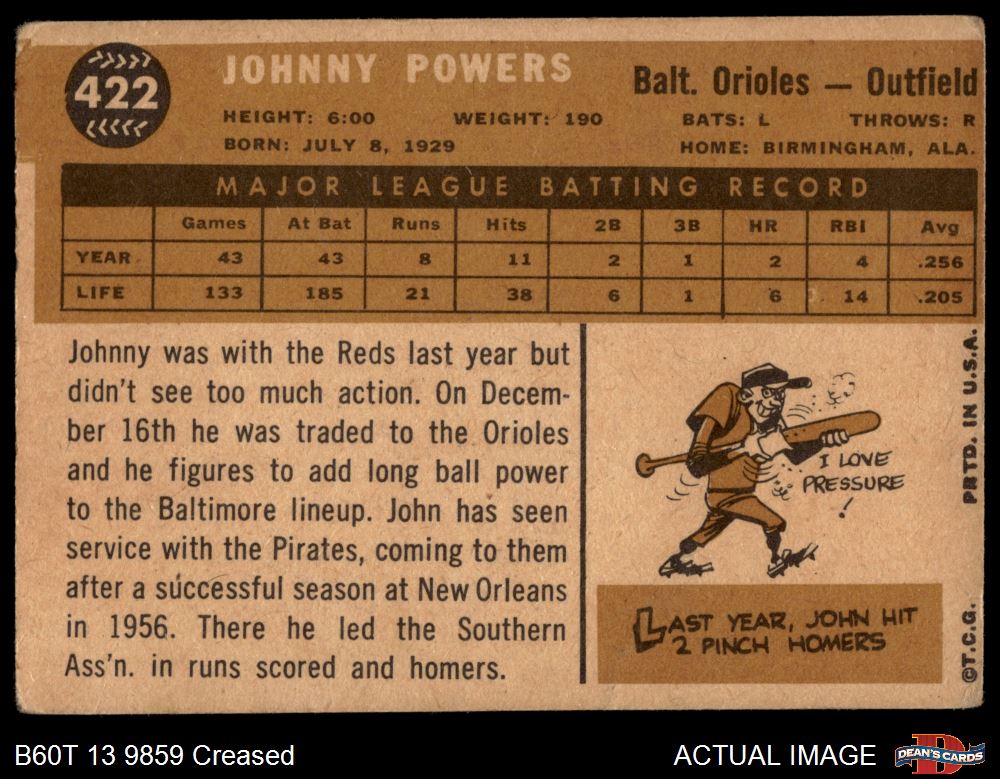 422
JOHNNY POWERS
Balt. Orioles — Outfield
HEIGHT: 6:00 WEIGHT: 190 BATS: L THROWS: R
BORN: JULY 8, 1929 HOME: BIRMINGHAM, ALA.
MAJOR LEAGUE BATTING RECORD
Games At Bat Runs Hits 2B 3B HR RBI Avg
YEAR 43 43 8 11 2 1 2 4 .256
LIFE 133 185 21 38 6 1 6 14 .205
Johnny was with the Reds last year but
didn't see too much action. On Decem-
ber 16th he was traded to the Orioles
and he figures to add long ball power
to the Baltimore lineup. John has seen
service with the Pirates, coming to them
after a successful season at New Orleans
in 1956. There he led the Southern
Ass'n. in runs scored and homers.
I LOVE
PRESSURE
!
LAST YEAR, JOHN HIT
2 PINCH HOMERS
©T.C.G. PRTD. IN U.S.A.
B60T 13 9859 Creased
ACTUAL IMAGE
DEAN'S CARDS